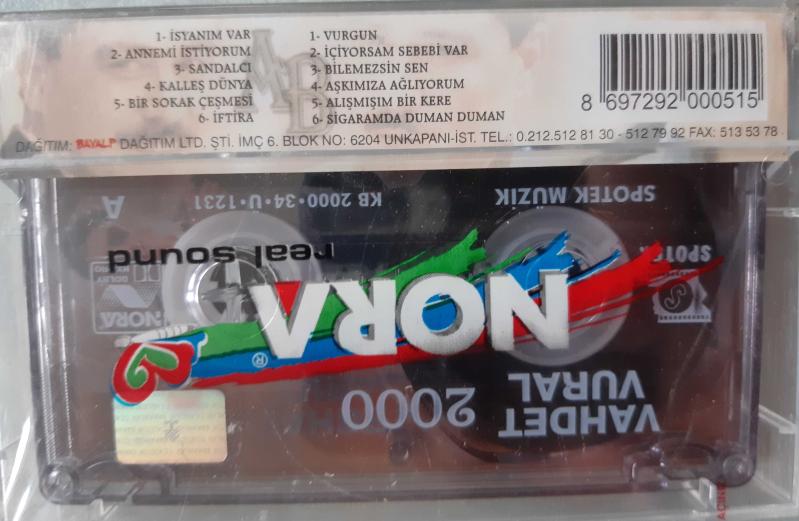 1- İSYANIM VAR
2- ANNEMİ İSTİYORUM
3- SANDALCI
4- KALLEŞ DÜNYA
5- BİR SOKAK ÇEŞMESİ
6- İFTİRA
1- VURGUN
2- İÇİYORSAM SEBEBİ VAR
3- BİLEMEZSİN SEN
4- AŞKIMIZA AĞLIYORUM
5- ALIŞMIŞIM BİR KERE
6- SİGARAMDA DUMAN DUMAN
AB
8 697292 000515
DAĞITIM: BAYALP DAĞITIM LTD. ŞTİ. İMÇ 6. BLOK NO: 6204 UNKAPANI-İST. TEL.: 0.212.512 81 30 - 512 79 92 FAX: 513 53 78
VAHDET
VURAL
2000
NORA
®
real sound
NORA
DOLBY
SPOTEK MÜZİK
KB 2000·34·U·1231
A